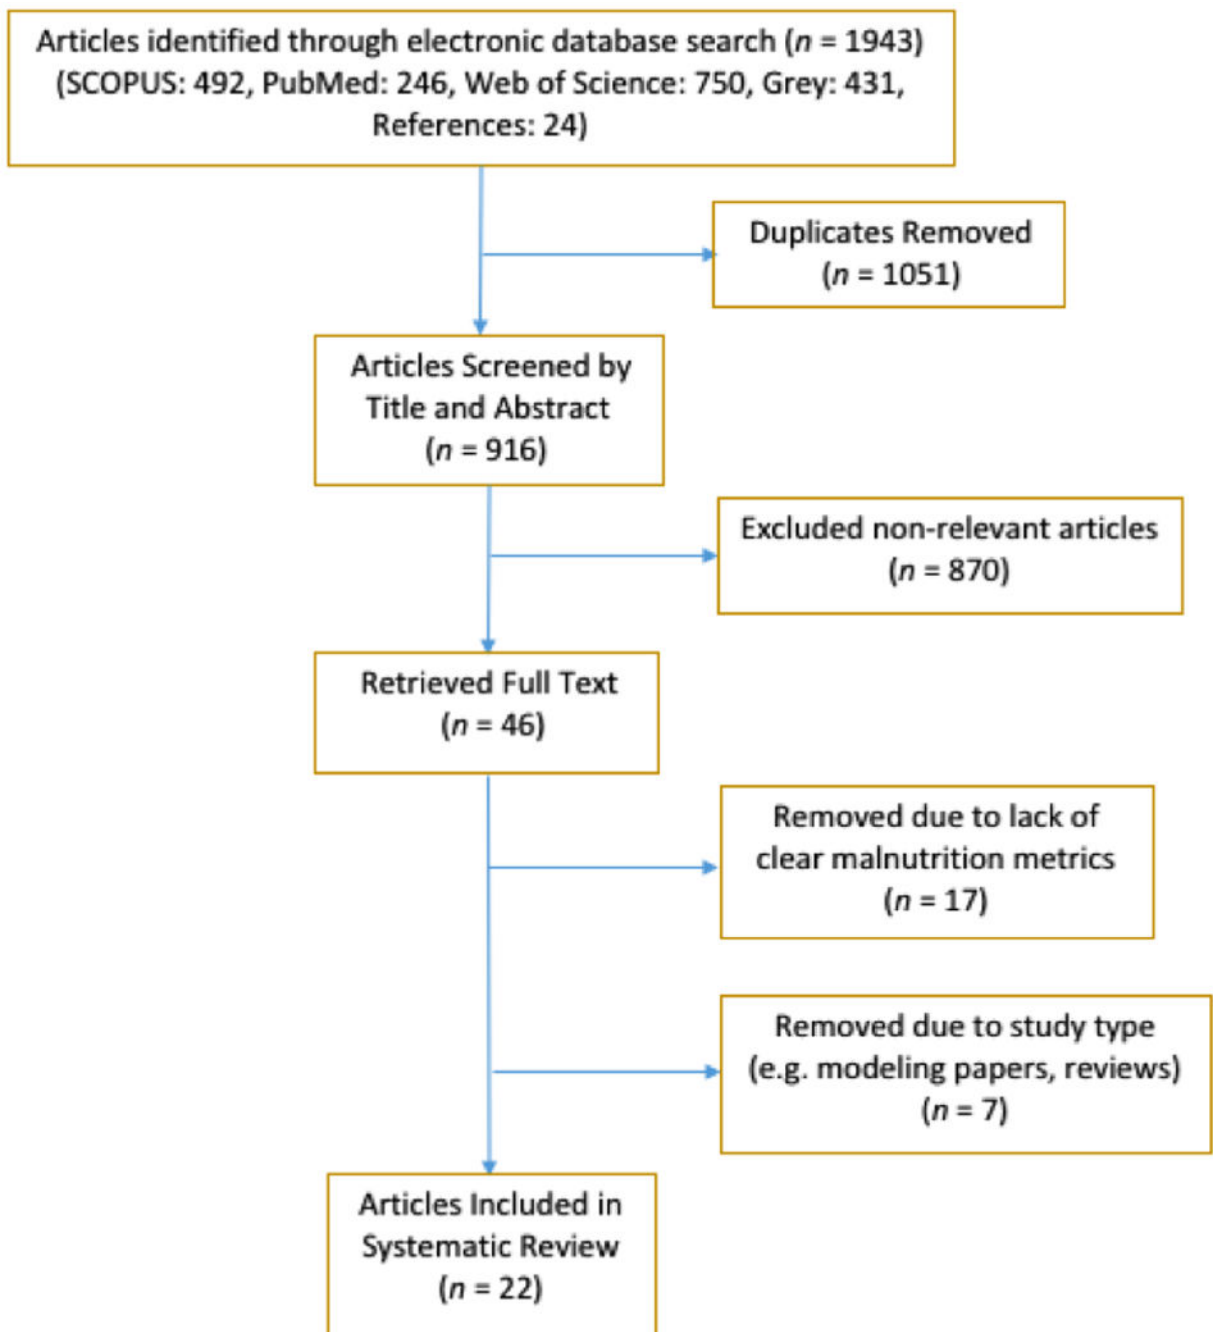 Articles identified through electronic database search (n = 1943)
(SCOPUS: 492, PubMed: 246, Web of Science: 750, Grey: 431,
References: 24)
Duplicates Removed
(n = 1051)
Articles Screened by
Title and Abstract
(n = 916)
Excluded non-relevant articles
(n = 870)
Retrieved Full Text
(n = 46)
Removed due to lack of
clear malnutrition metrics
(n = 17)
Removed due to study type
(e.g. modeling papers, reviews)
(n = 7)
Articles Included in
Systematic Review
(n = 22)